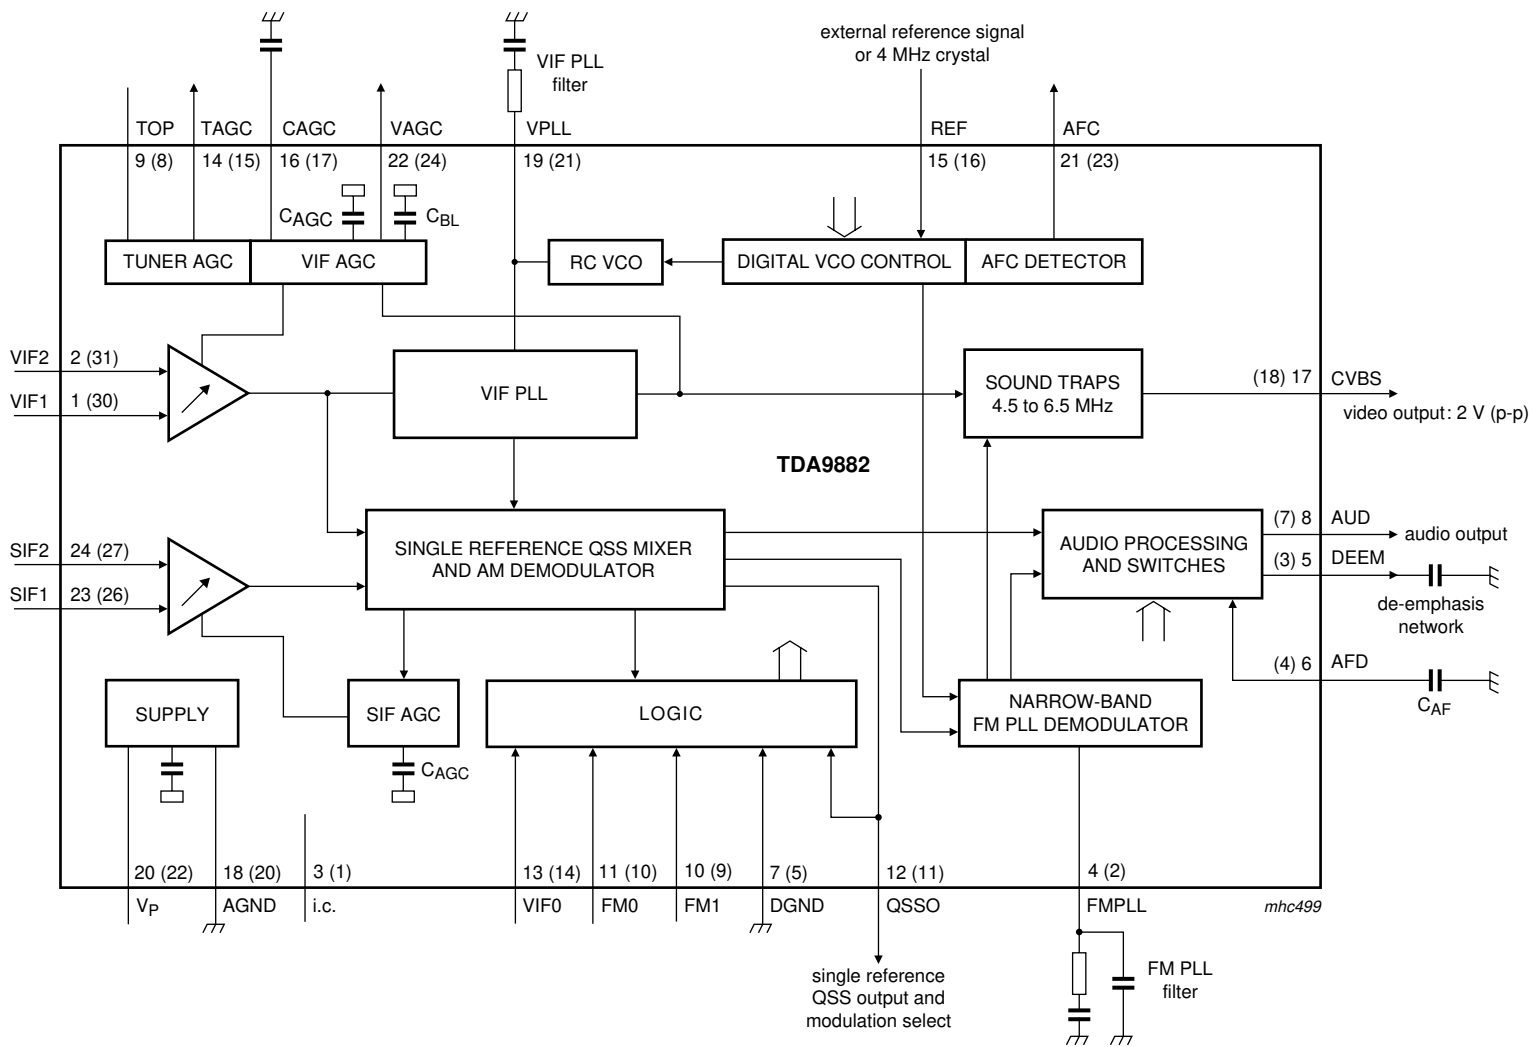 external reference signal
or 4 MHz crystal
VIF PLL
filter
TOP TAGC CAGC VAGC VPLL REF AFC
9 (8) 14 (15) 16 (17) 22 (24) 19 (21) 15 (16) 21 (23)
CAGC CBL
TUNER AGC VIF AGC RC VCO DIGITAL VCO CONTROL AFC DETECTOR
VIF2 2 (31)
VIF1 1 (30)
VIF PLL
SOUND TRAPS
4.5 to 6.5 MHz
(18) 17 CVBS
video output: 2 V (p-p)
TDA9882
SIF2 24 (27)
SIF1 23 (26)
SINGLE REFERENCE QSS MIXER
AND AM DEMODULATOR
AUDIO PROCESSING
AND SWITCHES
(7) 8 AUD
audio output
(3) 5 DEEM
de-emphasis
network
(4) 6 AFD
CAF
SUPPLY
SIF AGC
LOGIC
NARROW-BAND
FM PLL DEMODULATOR
CAGC
20 (22) 18 (20) 3 (1) 13 (14) 11 (10) 10 (9) 7 (5) 12 (11) 4 (2)
VP AGND i.c. VIF0 FM0 FM1 DGND QSSO FMPLL mhc499
single reference
QSS output and
modulation select
FM PLL
filter